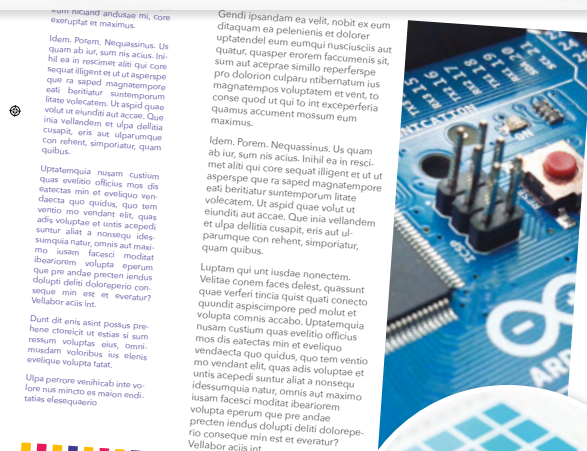 eum niciand andusae mi, core
exeruptat et maximus.
Idem. Porem. Nequassinus. Us
quam ab iur, sum nis acius. Ini-
hil ea in rescimet aliti qui core
sequat illigent et ut ut asperspe
que ra saped magnatempore
eati beritiatur suntemporum
litate volecatem. Ut aspid quae
volut ut eiunditi aut accae. Que
inia vellandem et ulpa dellitia
cusapit, eris aut ulparumque
con rehent, simporiatur, quam
quibus.
Uptatemquia nusam custium
quas evelitio officius mos dis
eatectas min et eveliquo ven-
daecta quo quidus, quo tem
ventio mo vendant elit, quas
adis voluptae et untis acepedi
suntur aliat a nonsequ ides-
sumquia natur, omnis aut maxi-
mo iusam facesci moditat
ibeariorem volupta eperum
que pre andae precten iendus
dolupti deliti doloreperio con-
seque min est et everatur?
Vellabor aciis int.
Dunt dit enis asint possus pre-
hene ctoreicit ut estias si sum
ressum voluptas eius, omni-
musdam voloribus ius elenis
evelique volupta tatat.
Ulpa perrore venihicab inte vo-
lore nus mincto es maion endi-
tatias elesequaerio
Gendi ipsandam ea velit, nobit ex eum
ditaquam ea pelenienis et dolorer
uptatendel eum eumqui nusciusciis aut
quatur, quasper erorem faccumenis sit,
sum aut aceprae simillo reperferspe
pro dolorion culparu ntibernatum ius
magnatempos voluptatem et vent, to
conse quod ut qui to int exceperferia
quamus accument mossum eum
maximus.
Idem. Porem. Nequassinus. Us quam
ab iur, sum nis acius. Inihil ea in resci-
met aliti qui core sequat illigent et ut ut
asperspe que ra saped magnatempore
eati beritiatur suntemporum litate
volecatem. Ut aspid quae volut ut
eiunditi aut accae. Que inia vellandem
et ulpa dellitia cusapit, eris aut ul-
parumque con rehent, simporiatur,
quam quibus.
Luptam qui unt iusdae nonectem.
Velitae conem faces delest, quassunt
quae verferi tincia quist quati conecto
quundit aspiscimpore ped molut et
volupta comnis accabo. Uptatemquia
nusam custium quas evelitio officius
mos dis eatectas min et eveliquo
vendaecta quo quidus, quo tem ventio
mo vendant elit, quas adis voluptae et
untis acepedi suntur aliat a nonsequ
idessumquia natur, omnis aut maximo
iusam facesci moditat ibeariorem
volupta eperum que pre andae
precten iendus dolupti deliti dolorepe-
rio conseque min est et everatur?
Vellabor aciis int.
ICSP
ON
ARD